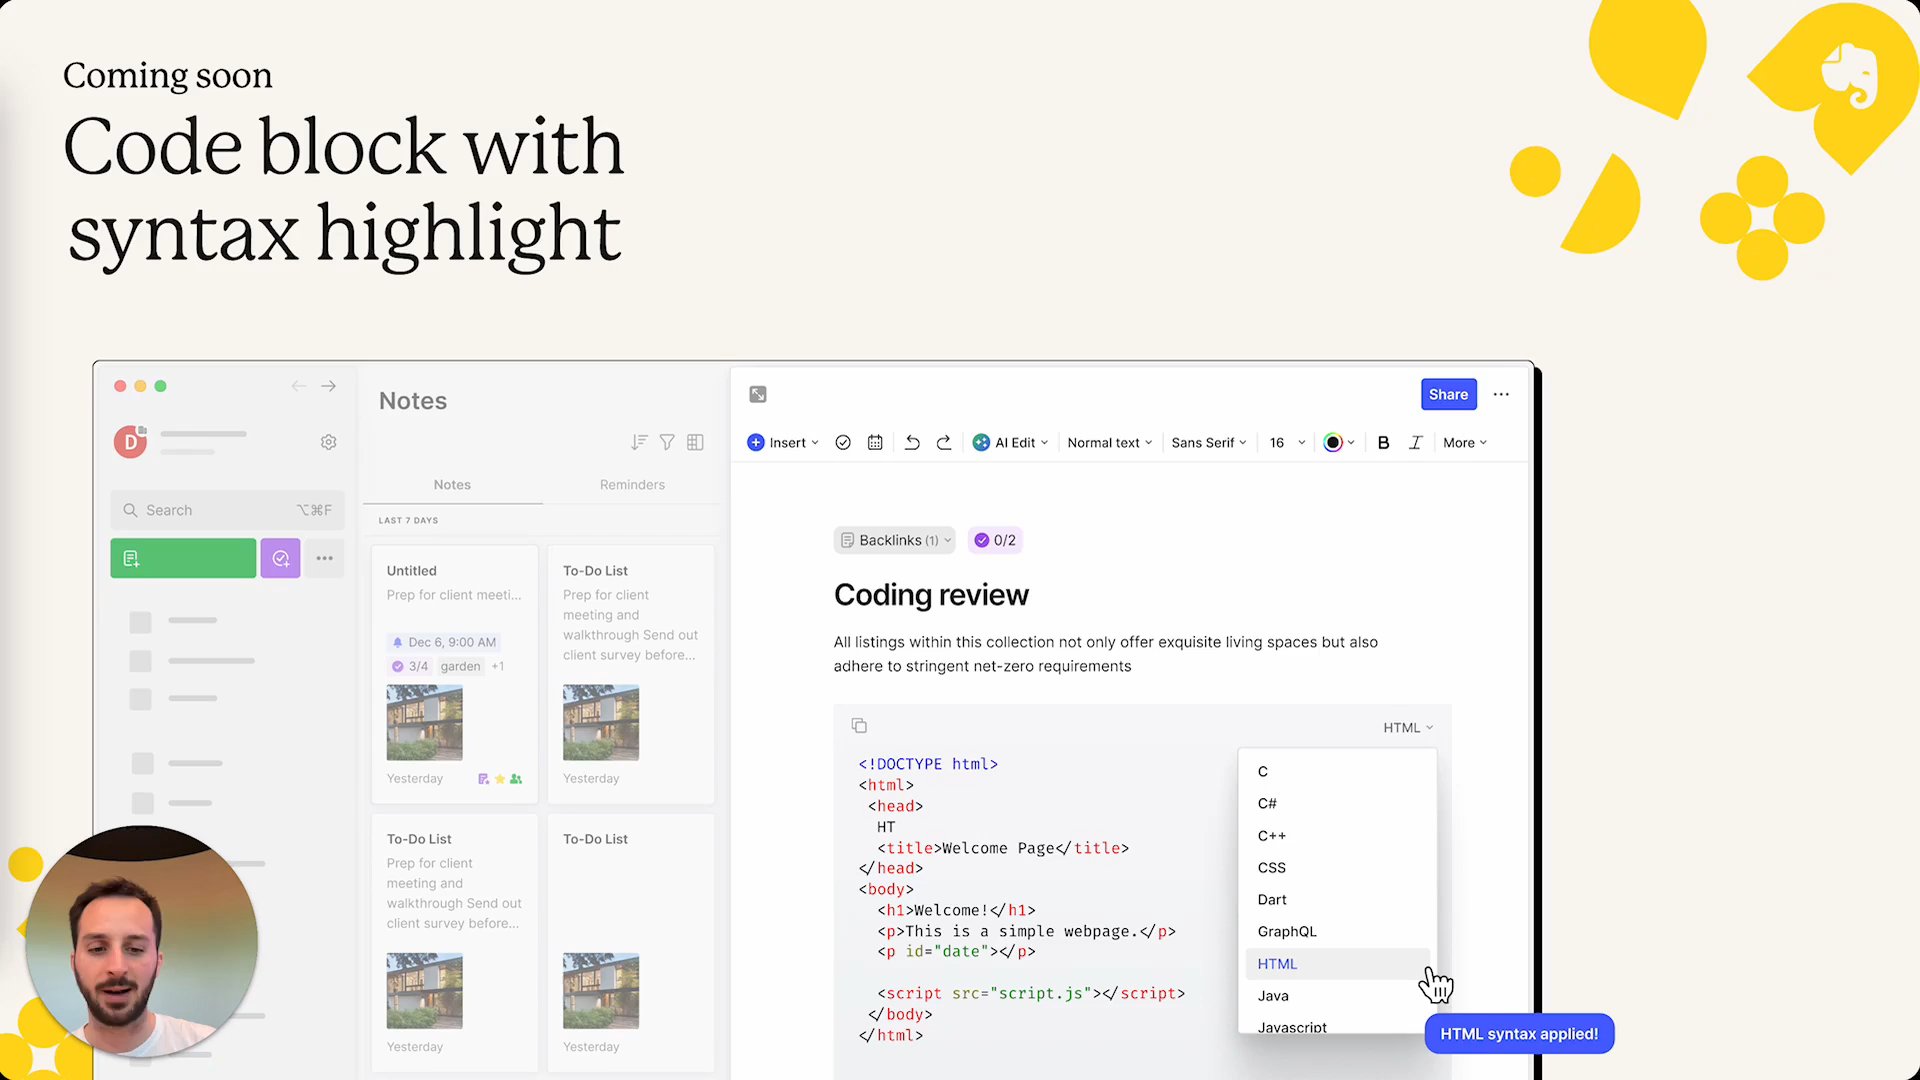 Coming soon
Code block with
syntax highlight
D
Search ⌥⌘F
Notes
Notes Reminders
LAST 7 DAYS
Untitled
Prep for client meeti...
Dec 6, 9:00 AM
3/4 garden +1
Yesterday
To-Do List
Prep for client
meeting and
walkthrough Send out
client survey before...
Yesterday
To-Do List
Prep for client
meeting and
walkthrough Send out
client survey before...
Yesterday
To-Do List
Yesterday
Share
Insert AI Edit Normal text Sans Serif 16 B I More
Backlinks (1) 0/2
Coding review
All listings within this collection not only offer exquisite living spaces but also
adhere to stringent net-zero requirements
HTML
<!DOCTYPE html>
<html>
<head>
HT
<title>Welcome Page</title>
</head>
<body>
<h1>Welcome!</h1>
<p>This is a simple webpage.</p>
<p id="date"></p>
<script src="script.js"></script>
</body>
</html>
C
C#
C++
CSS
Dart
GraphQL
HTML
Java
Javascript
HTML syntax applied!